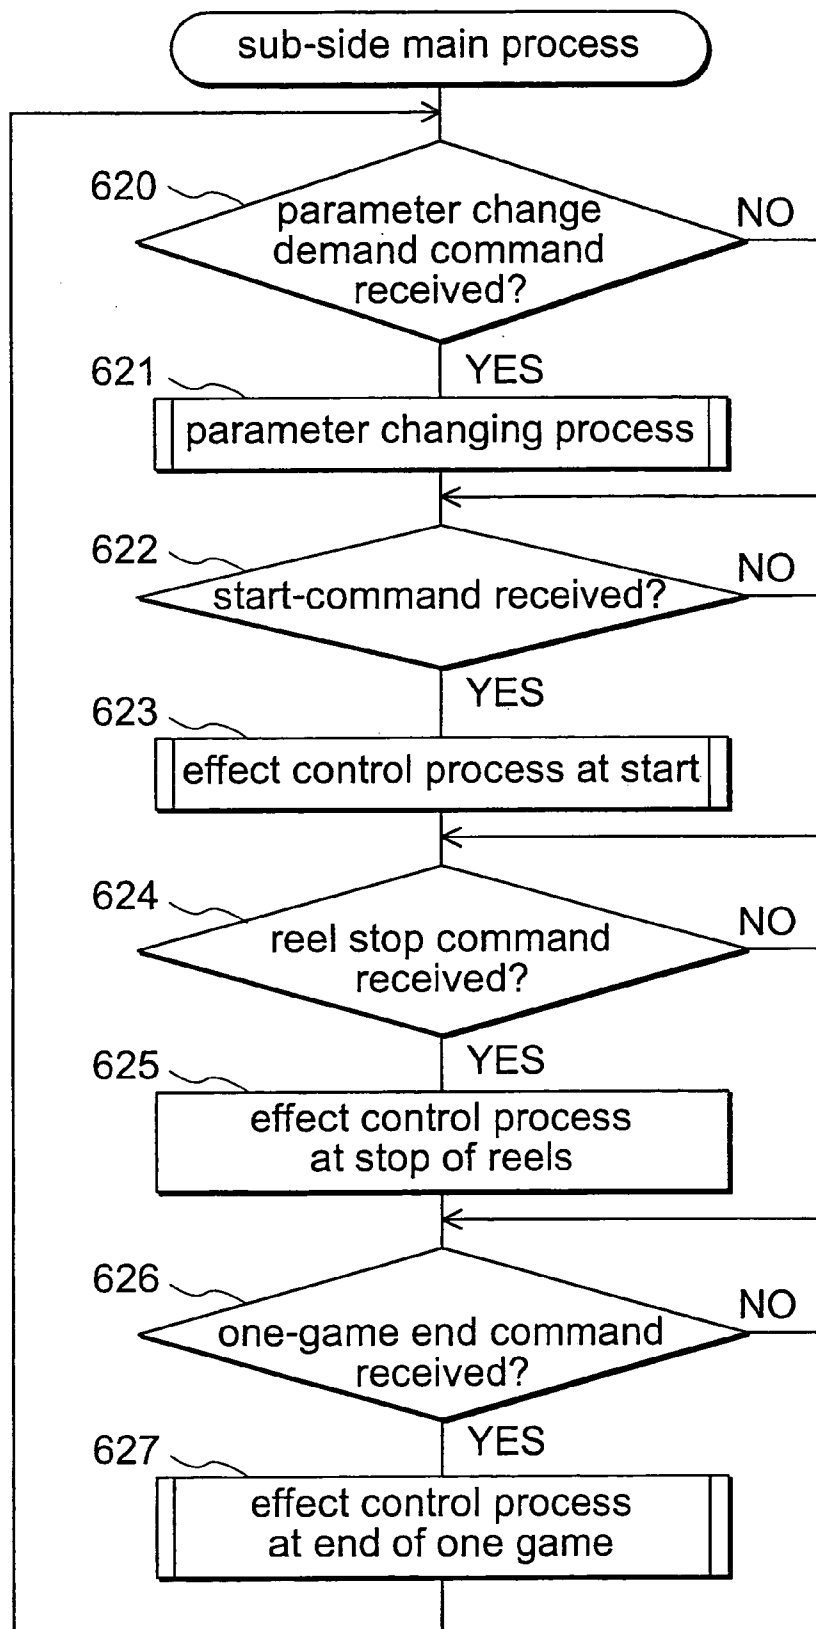 sub-side main process
620
parameter change
demand command
received?
NO
YES
621
parameter changing process
622
start-command received?
NO
YES
623
effect control process at start
624
reel stop command
received?
NO
YES
625
effect control process
at stop of reels
626
one-game end command
received?
NO
YES
627
effect control process
at end of one game